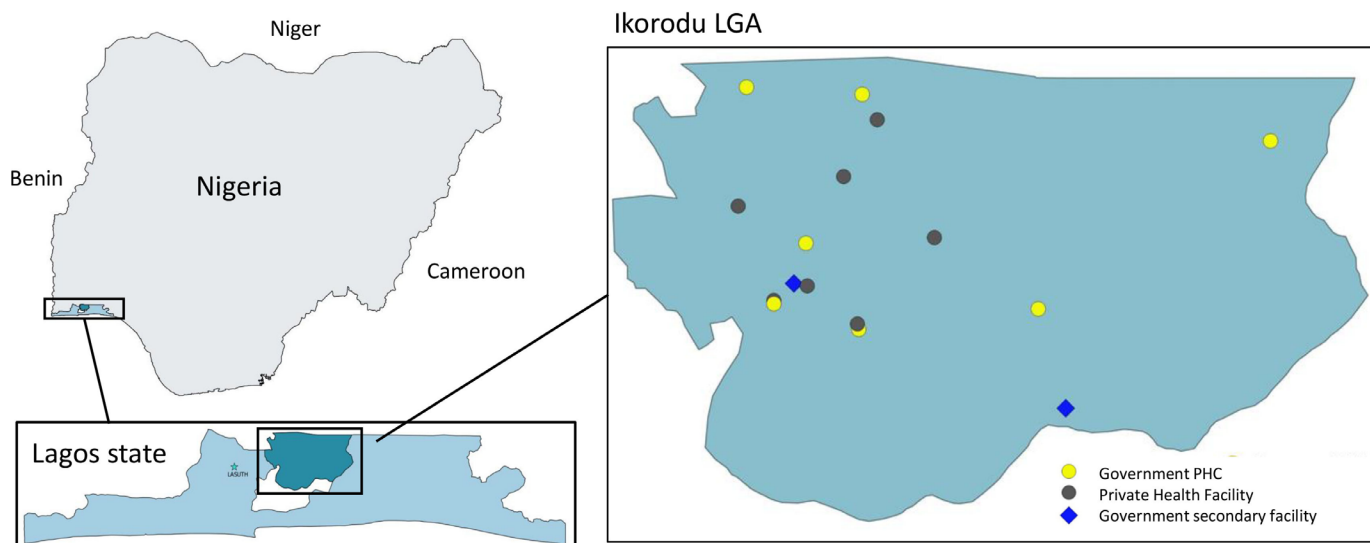 Niger
Benin
Nigeria
Cameroon
Lagos state
LASUTH
Ikorodu LGA
Government PHC
Private Health Facility
Government secondary facility